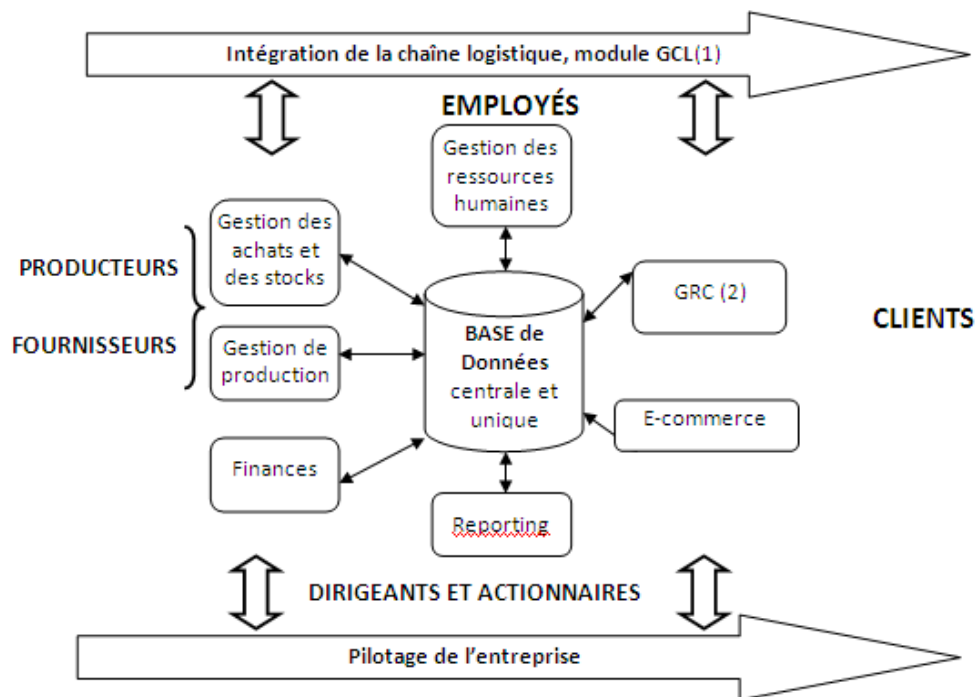 Intégration de la chaîne logistique, module GCL(1)
EMPLOYÉS
Gestion des
ressources
humaines
Gestion des
achats et
des stocks
PRODUCTEURS
FOURNISSEURS
Gestion de
production
Finances
BASE de
Données
centrale et
unique
GRC (2)
CLIENTS
E-commerce
Reporting
DIRIGEANTS ET ACTIONNAIRES
Pilotage de l'entreprise